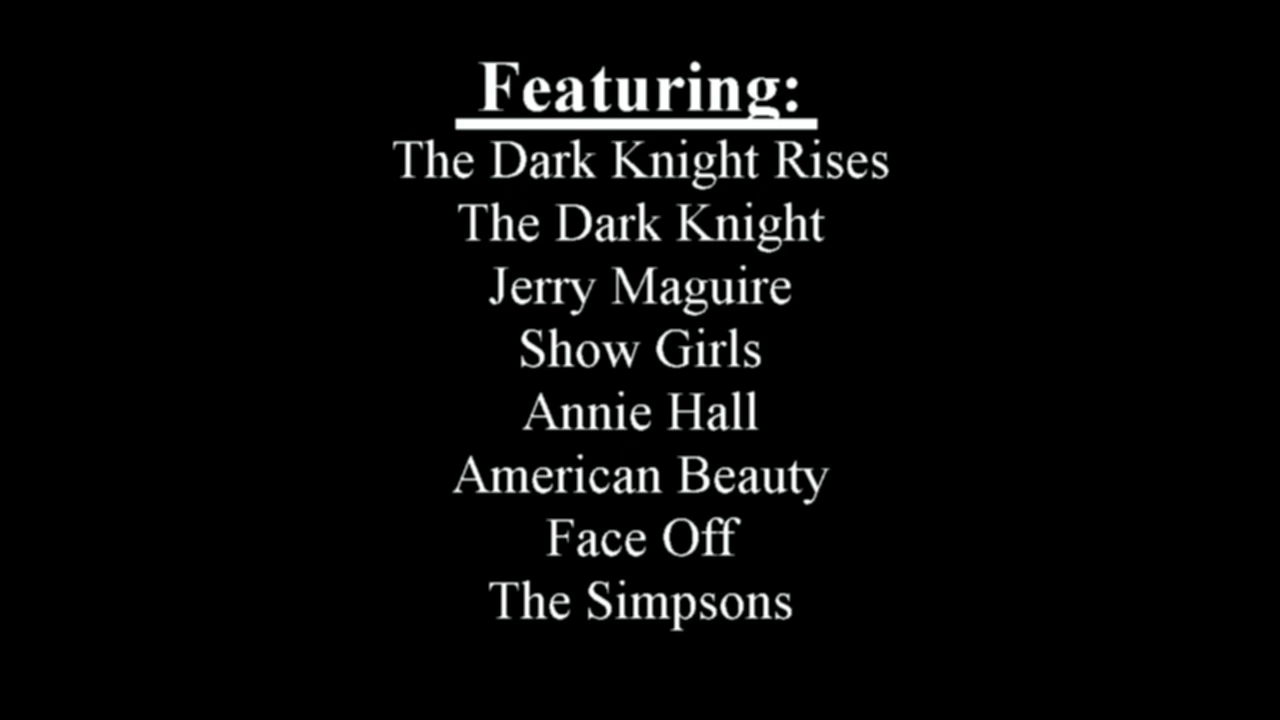 Featuring:
The Dark Knight Rises
The Dark Knight
Jerry Maguire
Show Girls
Annie Hall
American Beauty
Face Off
The Simpsons